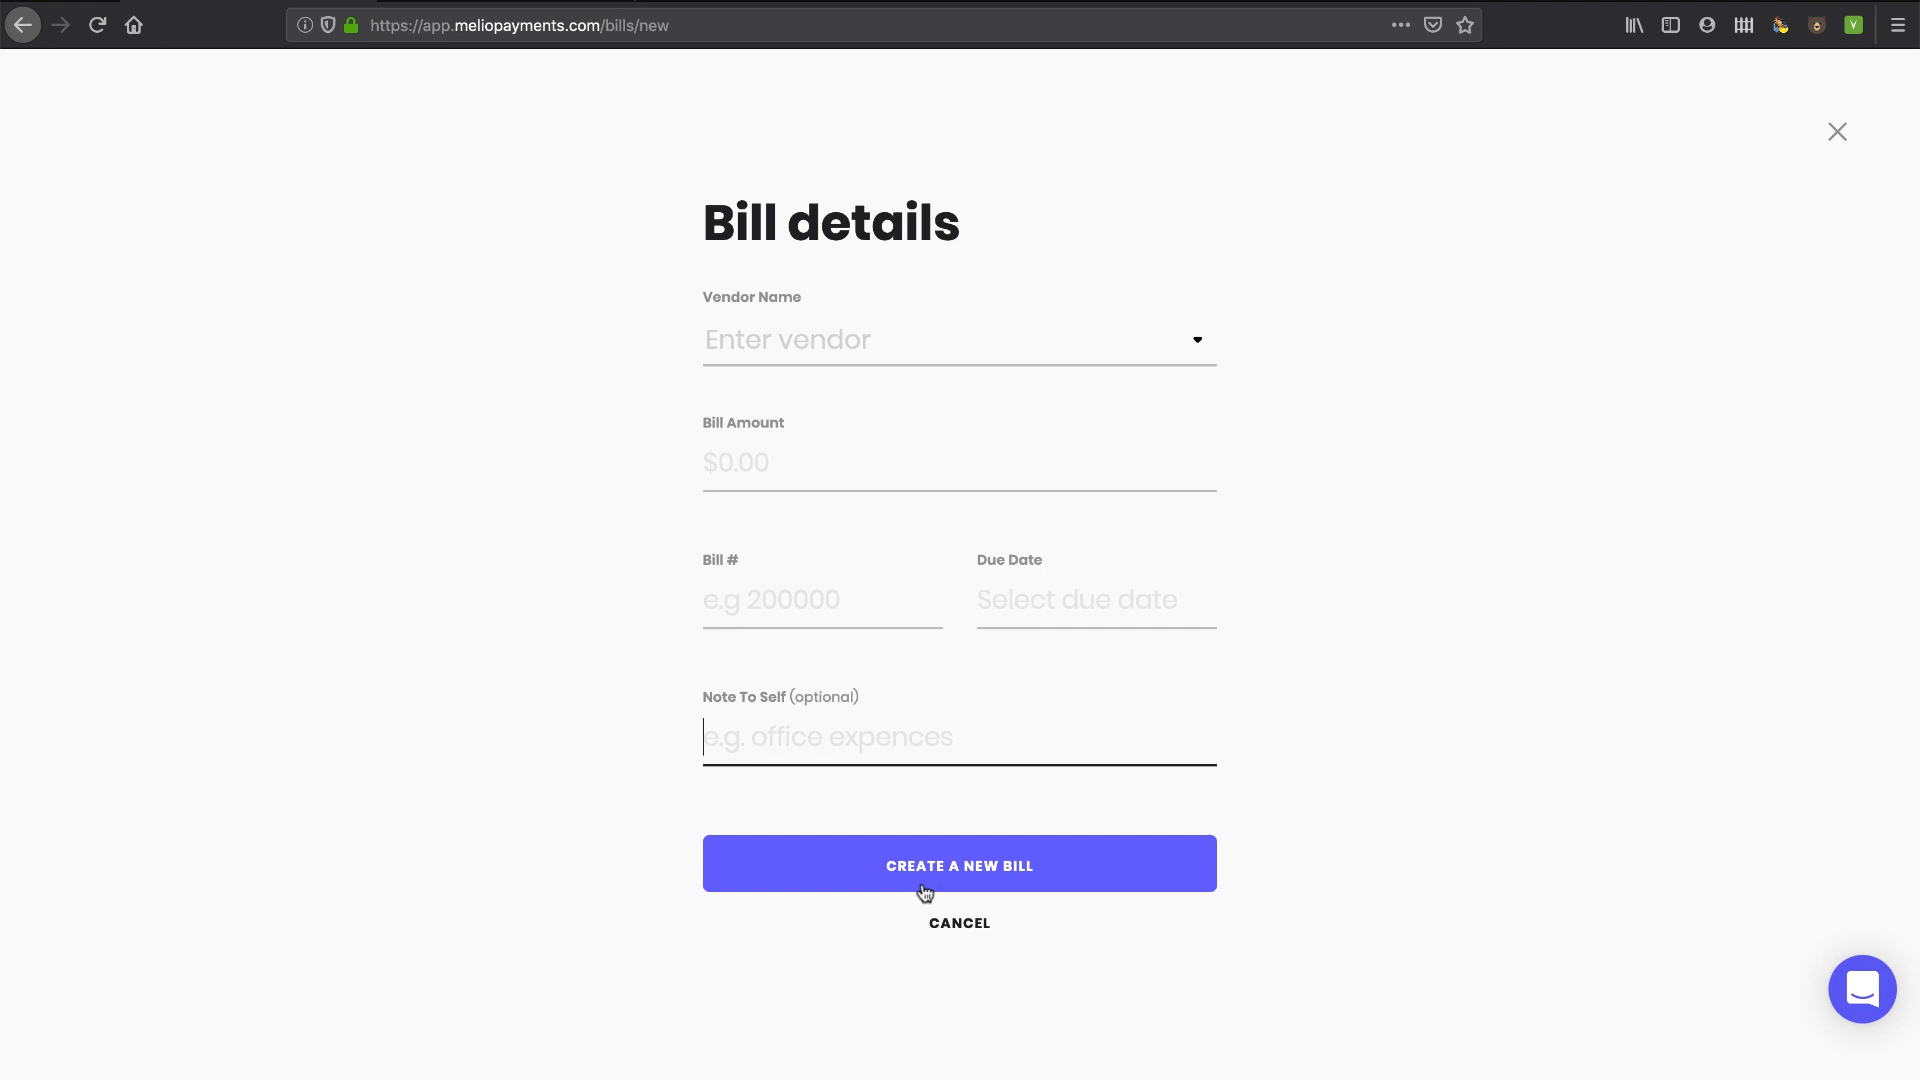 https://app.meliopayments.com/bills/new
Bill details
Vendor Name
Enter vendor
Bill Amount
$0.00
Bill # Due Date
e.g 200000 Select due date
Note To Self (optional)
e.g. office expences
CREATE A NEW BILL
CANCEL